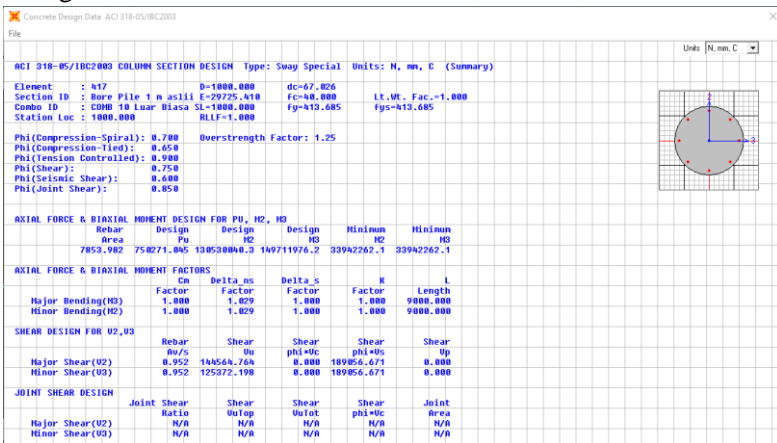 Concrete Design Data ACI 318-05/IBC2003
File
Units N, mm, C
ACI 318-05/IBC2003 COLUMN SECTION DESIGN Type: Sway Special Units: N, mm, C (Summary)
Element : 417 D=1000.000 dc=67.026
Section ID : Bore Pile 1 m aslii E=29725.410 fc=40.000 Lt.Wt. Fac.=1.000
Combo ID : COMB 10 Luar Biasa SL=1000.000 fy=413.685 fys=413.685
Station Loc : 1000.000 RLLF=1.000
Phi(Compression-Spiral): 0.700 Overstrength Factor: 1.25
Phi(Compression-Tied): 0.650
Phi(Tension Controlled): 0.900
Phi(Shear): 0.750
Phi(Seismic Shear): 0.600
Phi(Joint Shear): 0.850
2
3
AXIAL FORCE & BIAXIAL MOMENT DESIGN FOR PU, M2, M3
Rebar Design Design Design Minimum Minimum
Area Pu M2 M3 M2 M3
7853.982 750271.045 130530040.3 149711976.2 33942262.1 33942262.1
AXIAL FORCE & BIAXIAL MOMENT FACTORS
Cm Delta_ns Delta_s K L
Factor Factor Factor Factor Length
Major Bending(M3) 1.000 1.029 1.000 1.000 9000.000
Minor Bending(M2) 1.000 1.029 1.000 1.000 9000.000
SHEAR DESIGN FOR V2,V3
Rebar Shear Shear Shear Shear
Av/s Vu phi*Vc phi*Vs Vp
Major Shear(V2) 0.952 144564.764 0.000 189056.671 0.000
Minor Shear(V3) 0.952 125372.198 0.000 189056.671 0.000
JOINT SHEAR DESIGN
Joint Shear Shear Shear Shear Joint
Ratio VuTop VuTot phi*Vc Area
Major Shear(V2) N/A N/A N/A N/A N/A
Minor Shear(V3) N/A N/A N/A N/A N/A